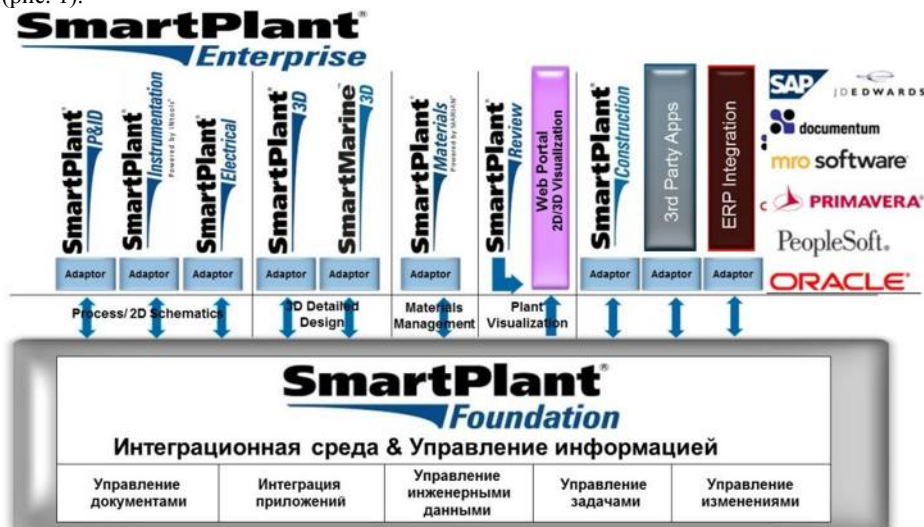 (рис. 1).
SmartPlant®
Enterprise
SmartPlant® P&ID
SmartPlant® Instrumentation
Powered by INtools®
SmartPlant® Electrical
SmartPlant® 3D
SmartMarine® 3D
SmartPlant® Materials
Powered by MARIAN®
SmartPlant® Review
Web Portal
2D/3D Visualization
SmartPlant® Construction
3rd Party Apps
ERP Integration
SAP
JDEDWARDS
documentum
mro software
PRIMAVERA®
PeopleSoft.
ORACLE®
Adaptor
Adaptor
Adaptor
Adaptor
Adaptor
Adaptor
Adaptor
Adaptor
Adaptor
Process/ 2D Schematics
3D Detailed
Design
Materials
Management
Plant
Visualization
SmartPlant®
Foundation
Интеграционная среда & Управление информацией
Управление
документами
Интеграция
приложений
Управление
инженерными
данными
Управление
задачами
Управление
изменениями